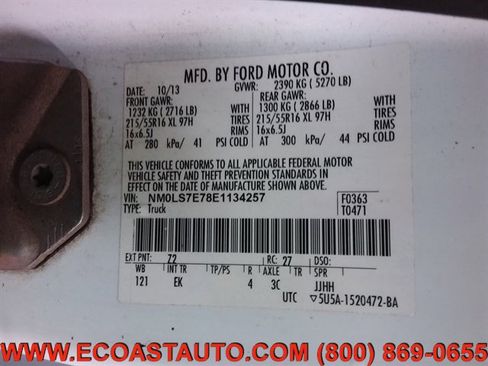 MFD. BY FORD MOTOR CO.
DATE: 10/13 GVWR: 2390 KG ( 5270 LB)
FRONT GAWR: REAR GAWR:
1232 KG ( 2716 LB) WITH 1300 KG ( 2866 LB) WITH
215/55R16 XL 97H TIRES 215/55R16 XL 97H TIRES
16x6.5J RIMS 16x6.5J RIMS
AT 280 kPa/ 41 PSI COLD AT 300 kPa/ 44 PSI COLD
THIS VEHICLE CONFORMS TO ALL APPLICABLE FEDERAL MOTOR
VEHICLE SAFETY AND THEFT PREVENTION STANDARDS IN
EFFECT ON THE DATE OF MANUFACTURE SHOWN ABOVE.
VIN: NM0LS7E78E1134257 F0363
TYPE: Truck T0471
EXT PNT: Z2 RC: 27 DSO:
WB INT TR TP/PS R AXLE TR SPR
121 EK 4 3C JJHH
UTC ▽5U5A-1520472-BA
WWW.ECOASTAUTO.COM (800) 869-0655